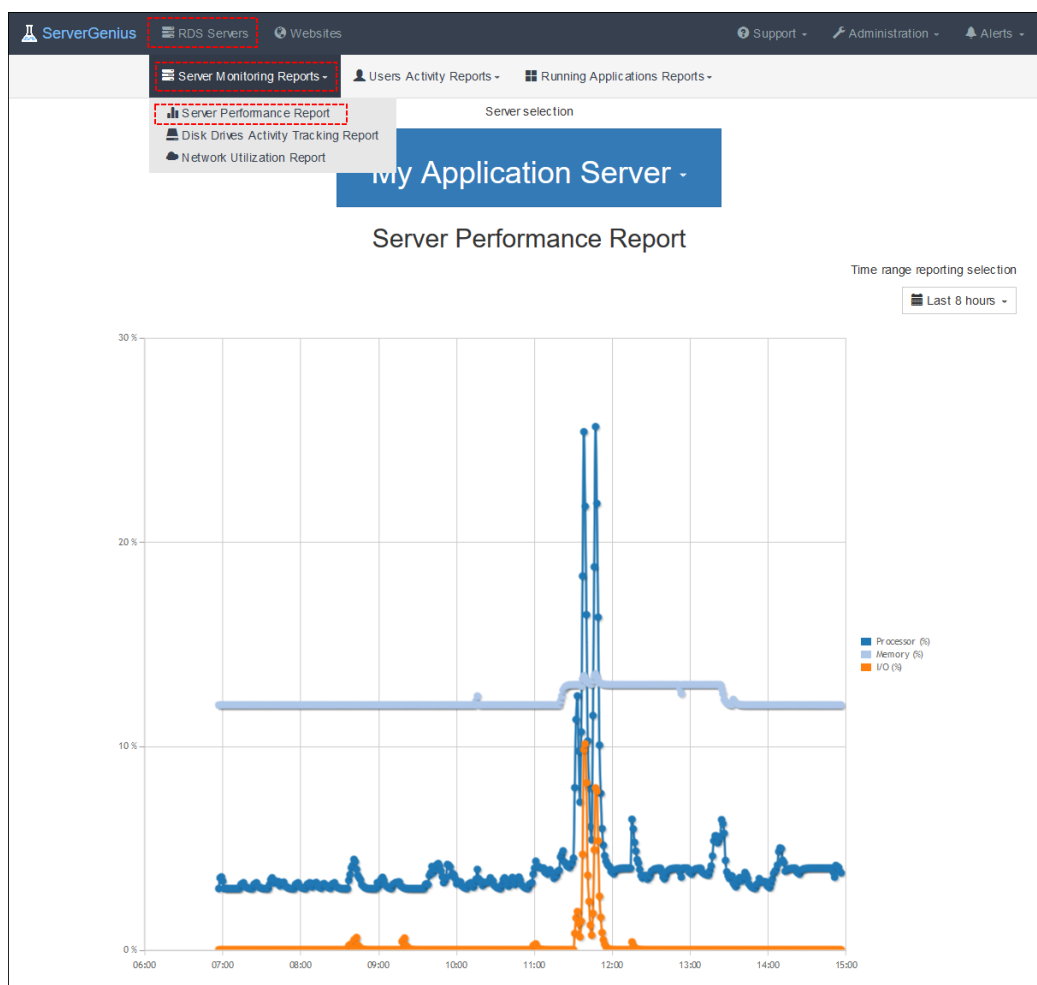 ServerGenius RDS Servers Websites Support Administration Alerts
Server Monitoring Reports Users Activity Reports Running Applications Reports
Server Performance Report
Disk Drives Activity Tracking Report
Network Utilization Report
Server selection
My Application Server
Server Performance Report
Time range reporting selection
Last 8 hours
30 %
20 %
10 %
0 %
Processor (%)
Memory (%)
I/O (%)
06:00 07:00 08:00 09:00 10:00 11:00 12:00 13:00 14:00 15:00